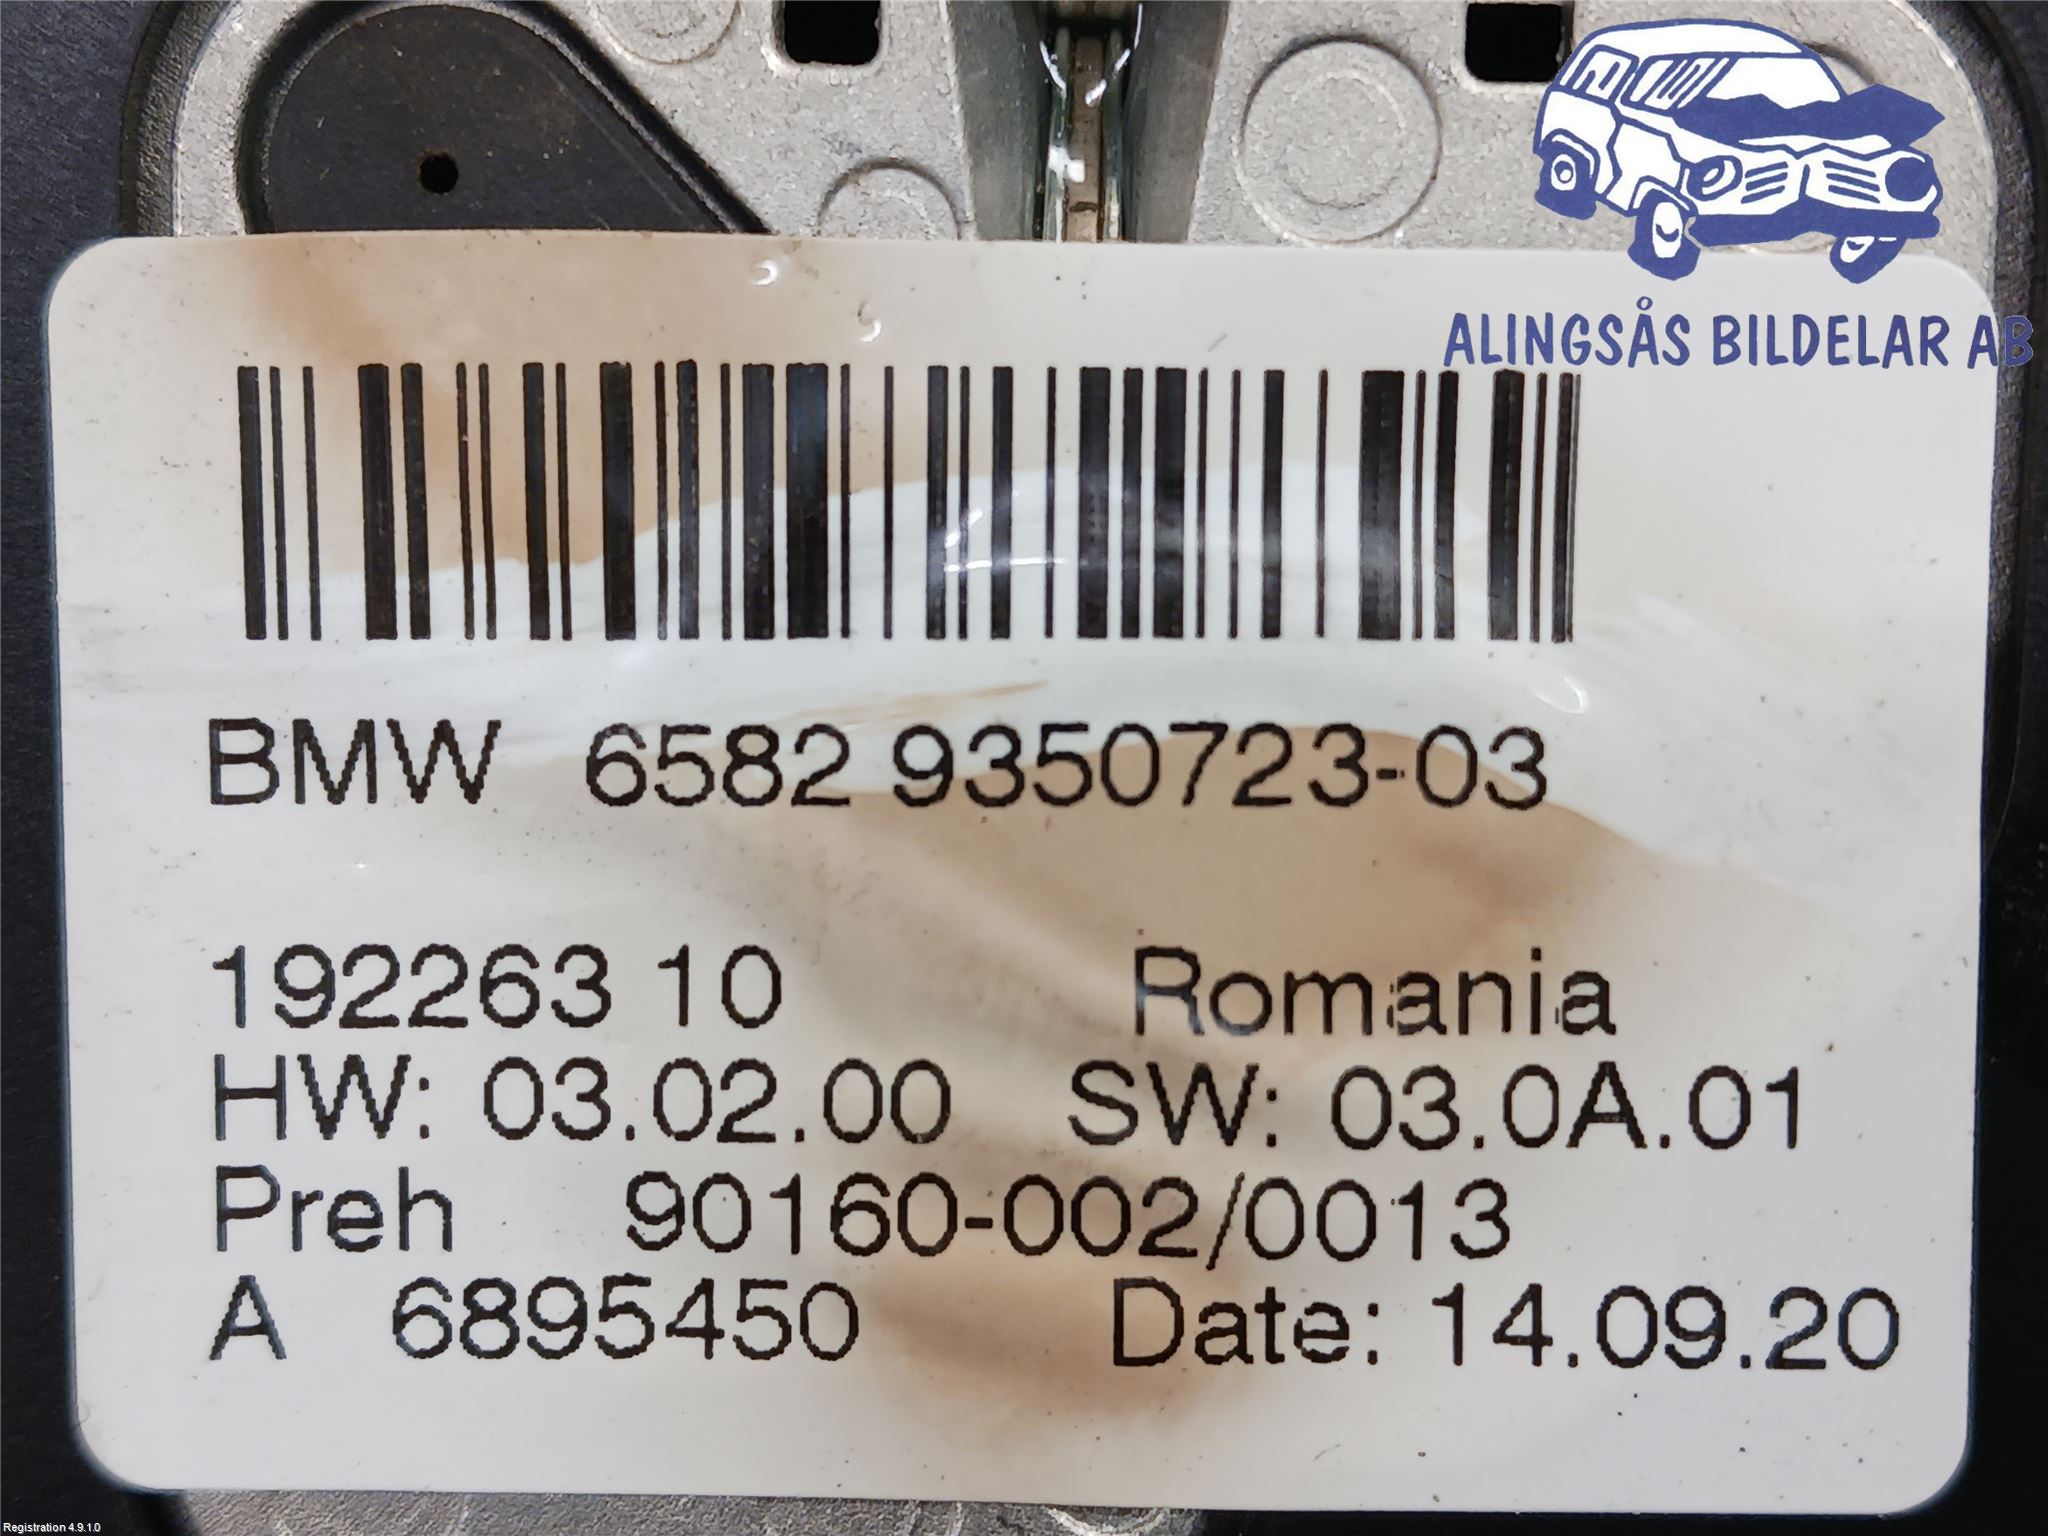 ALINGSÅS BILDELAR AB
BMW 6582 9350723-03
192263 10 Romania
HW: 03.02.00 SW: 03.0A.01
Preh 90160-002/0013
A 6895450 Date: 14.09.20
Registration 4.9.1.0